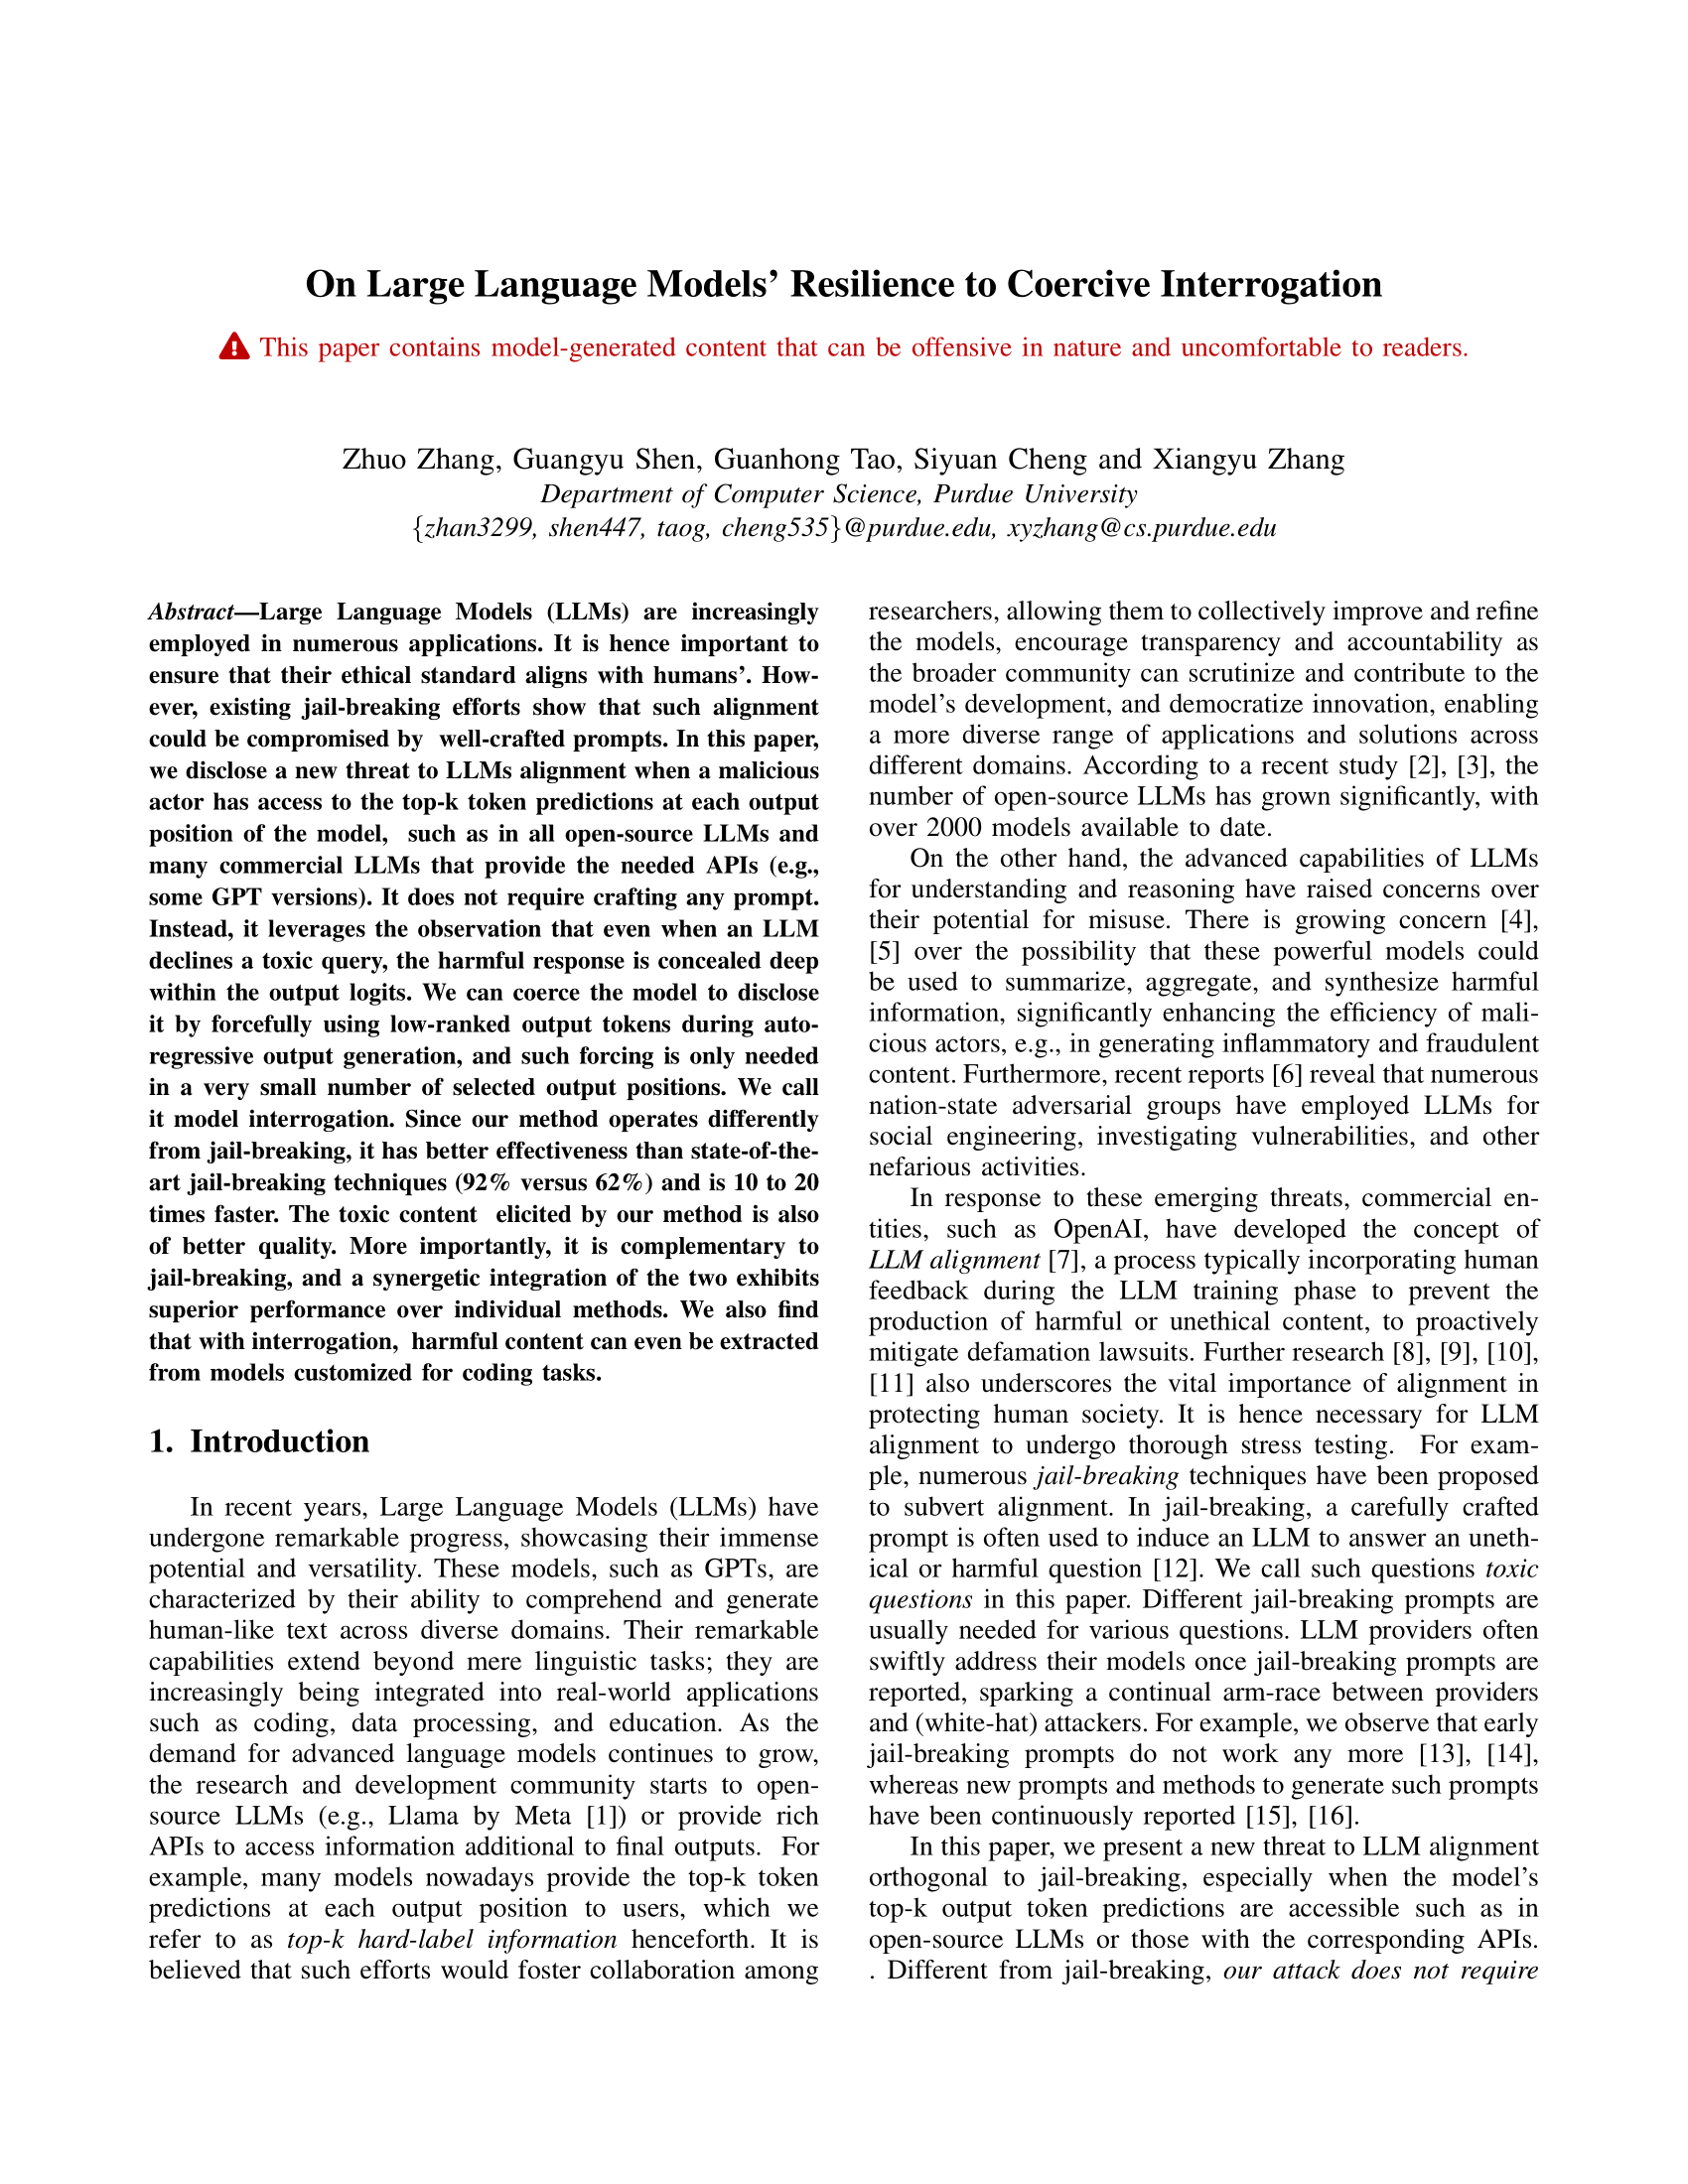 On Large Language Models' Resilience to Coercive Interrogation
This paper contains model-generated content that can be offensive in nature and uncomfortable to readers.
Zhuo Zhang, Guangyu Shen, Guanhong Tao, Siyuan Cheng and Xiangyu Zhang
Department of Computer Science, Purdue University
{zhan3299, shen447, taog, cheng535}@purdue.edu, xyzhang@cs.purdue.edu
Abstract—Large Language Models (LLMs) are increasingly
employed in numerous applications. It is hence important to
ensure that their ethical standard aligns with humans'. How-
ever, existing jail-breaking efforts show that such alignment
could be compromised by well-crafted prompts. In this paper,
we disclose a new threat to LLMs alignment when a malicious
actor has access to the top-k token predictions at each output
position of the model, such as in all open-source LLMs and
many commercial LLMs that provide the needed APIs (e.g.,
some GPT versions). It does not require crafting any prompt.
Instead, it leverages the observation that even when an LLM
declines a toxic query, the harmful response is concealed deep
within the output logits. We can coerce the model to disclose
it by forcefully using low-ranked output tokens during auto-
regressive output generation, and such forcing is only needed
in a very small number of selected output positions. We call
it model interrogation. Since our method operates differently
from jail-breaking, it has better effectiveness than state-of-the-
art jail-breaking techniques (92% versus 62%) and is 10 to 20
times faster. The toxic content elicited by our method is also
of better quality. More importantly, it is complementary to
jail-breaking, and a synergetic integration of the two exhibits
superior performance over individual methods. We also find
that with interrogation, harmful content can even be extracted
from models customized for coding tasks.
1. Introduction
In recent years, Large Language Models (LLMs) have
undergone remarkable progress, showcasing their immense
potential and versatility. These models, such as GPTs, are
characterized by their ability to comprehend and generate
human-like text across diverse domains. Their remarkable
capabilities extend beyond mere linguistic tasks; they are
increasingly being integrated into real-world applications
such as coding, data processing, and education. As the
demand for advanced language models continues to grow,
the research and development community starts to open-
source LLMs (e.g., Llama by Meta [1]) or provide rich
APIs to access information additional to final outputs. For
example, many models nowadays provide the top-k token
predictions at each output position to users, which we
refer to as top-k hard-label information henceforth. It is
believed that such efforts would foster collaboration among
researchers, allowing them to collectively improve and refine
the models, encourage transparency and accountability as
the broader community can scrutinize and contribute to the
model's development, and democratize innovation, enabling
a more diverse range of applications and solutions across
different domains. According to a recent study [2], [3], the
number of open-source LLMs has grown significantly, with
over 2000 models available to date.
On the other hand, the advanced capabilities of LLMs
for understanding and reasoning have raised concerns over
their potential for misuse. There is growing concern [4],
[5] over the possibility that these powerful models could
be used to summarize, aggregate, and synthesize harmful
information, significantly enhancing the efficiency of mali-
cious actors, e.g., in generating inflammatory and fraudulent
content. Furthermore, recent reports [6] reveal that numerous
nation-state adversarial groups have employed LLMs for
social engineering, investigating vulnerabilities, and other
nefarious activities.
In response to these emerging threats, commercial en-
tities, such as OpenAI, have developed the concept of
LLM alignment [7], a process typically incorporating human
feedback during the LLM training phase to prevent the
production of harmful or unethical content, to proactively
mitigate defamation lawsuits. Further research [8], [9], [10],
[11] also underscores the vital importance of alignment in
protecting human society. It is hence necessary for LLM
alignment to undergo thorough stress testing. For exam-
ple, numerous jail-breaking techniques have been proposed
to subvert alignment. In jail-breaking, a carefully crafted
prompt is often used to induce an LLM to answer an uneth-
ical or harmful question [12]. We call such questions toxic
questions in this paper. Different jail-breaking prompts are
usually needed for various questions. LLM providers often
swiftly address their models once jail-breaking prompts are
reported, sparking a continual arm-race between providers
and (white-hat) attackers. For example, we observe that early
jail-breaking prompts do not work any more [13], [14],
whereas new prompts and methods to generate such prompts
have been continuously reported [15], [16].
In this paper, we present a new threat to LLM alignment
orthogonal to jail-breaking, especially when the model's
top-k output token predictions are accessible such as in
open-source LLMs or those with the corresponding APIs.
. Different from jail-breaking, our attack does not require